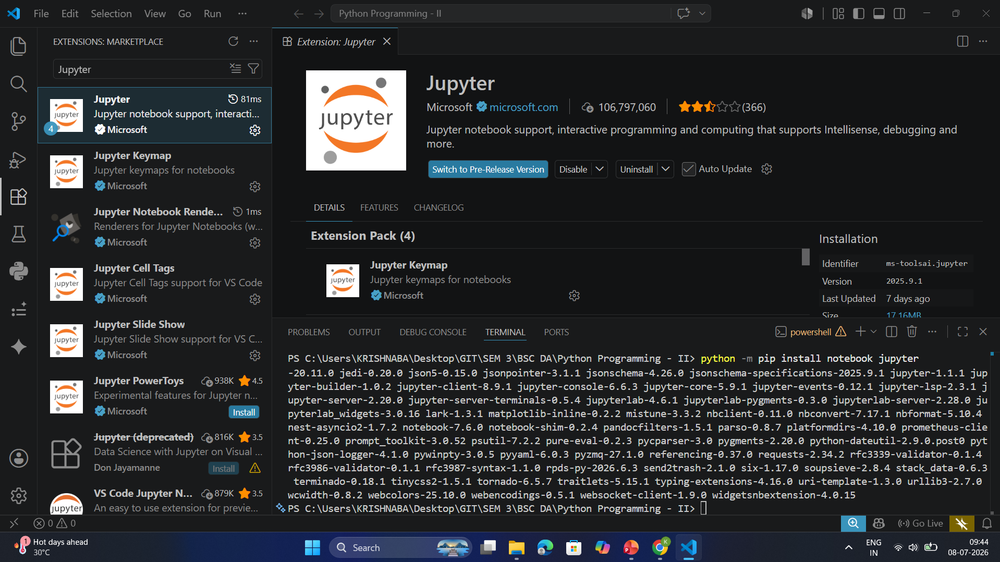 File Edit Selection View Go Run ···
Python Programming - II
EXTENSIONS: MARKETPLACE
Jupyter
Jupyter 81ms
Jupyter notebook support, interacti...
Microsoft
4
Jupyter Keymap
Jupyter keymaps for notebooks
Microsoft
Jupyter Notebook Rende... 1ms
Renderers for Jupyter Notebooks (w...
Microsoft
Jupyter Cell Tags
Jupyter Cell Tags support for VS Code
Microsoft
Jupyter Slide Show
Jupyter Slide Show support for VS C...
Microsoft
Jupyter PowerToys 938K 4.5
Experimental features for Jupyter n...
Microsoft Install
Jupyter (deprecated) 816K 3.5
Data Science with Jupyter on Visual ...
Don Jayamanne Install
VS Code Jupyter N... 879K 3.5
An easy to use extension for previe...
jupyter
jupyter
jupyter
jupyter
jupyter
jupyter
Extension: Jupyter
jupyter
Jupyter
Microsoft microsoft.com 106,797,060 (366)
Jupyter notebook support, interactive programming and computing that supports Intellisense, debugging and
more.
Switch to Pre-Release Version Disable Uninstall Auto Update
DETAILS FEATURES CHANGELOG
Extension Pack (4)
jupyter
Jupyter Keymap
Jupyter keymaps for notebooks
Microsoft
Installation
Identifier ms-toolsai.jupyter
Version 2025.9.1
Last Updated 7 days ago
Size 17.16MB
PROBLEMS OUTPUT DEBUG CONSOLE TERMINAL PORTS
powershell
PS C:\Users\KRISHNABA\Desktop\GIT\SEM 3\BSC DA\Python Programming - II> python -m pip install notebook jupyter
-20.11.0 jedi-0.20.0 json5-0.15.0 jsonpointer-3.1.1 jsonschema-4.26.0 jsonschema-specifications-2025.9.1 jupyter-1.1.1 jup
yter-builder-1.0.2 jupyter-client-8.9.1 jupyter-console-6.6.3 jupyter-core-5.9.1 jupyter-events-0.12.1 jupyter-lsp-2.3.1 j
upyter-server-2.20.0 jupyter-server-terminals-0.5.4 jupyterlab-4.6.1 jupyterlab-pygments-0.3.0 jupyterlab-server-2.28.0 ju
pyterlab_widgets-3.0.16 lark-1.3.1 matplotlib-inline-0.2.2 mistune-3.3.2 nbclient-0.11.0 nbconvert-7.17.1 nbformat-5.10.4
nest-asyncio2-1.7.2 notebook-7.6.0 notebook-shim-0.2.4 pandocfilters-1.5.1 parso-0.8.7 platformdirs-4.10.0 prometheus-clie
nt-0.25.0 prompt_toolkit-3.0.52 psutil-7.2.2 pure-eval-0.2.3 pycparser-3.0 pygments-2.20.0 python-dateutil-2.9.0.post0 pyt
hon-json-logger-4.1.0 pywinpty-3.0.5 pyyaml-6.0.3 pyzmq-27.1.0 referencing-0.37.0 requests-2.34.2 rfc3339-validator-0.1.4
rfc3986-validator-0.1.1 rfc3987-syntax-1.1.0 rpds-py-2026.6.3 send2trash-2.1.0 six-1.17.0 soupsieve-2.8.4 stack_data-0.6.3
terminado-0.18.1 tinycss2-1.5.1 tornado-6.5.7 traitlets-5.15.1 typing-extensions-4.16.0 uri-template-1.3.0 urllib3-2.7.0
wcwidth-0.8.2 webcolors-25.10.0 webencodings-0.5.1 websocket-client-1.9.0 widgetsnbextension-4.0.15
PS C:\Users\KRISHNABA\Desktop\GIT\SEM 3\BSC DA\Python Programming - II>
0 0 Go Live
1
Hot days ahead
30°C
Search
K
P
ENG
IN
09:44
08-07-2026